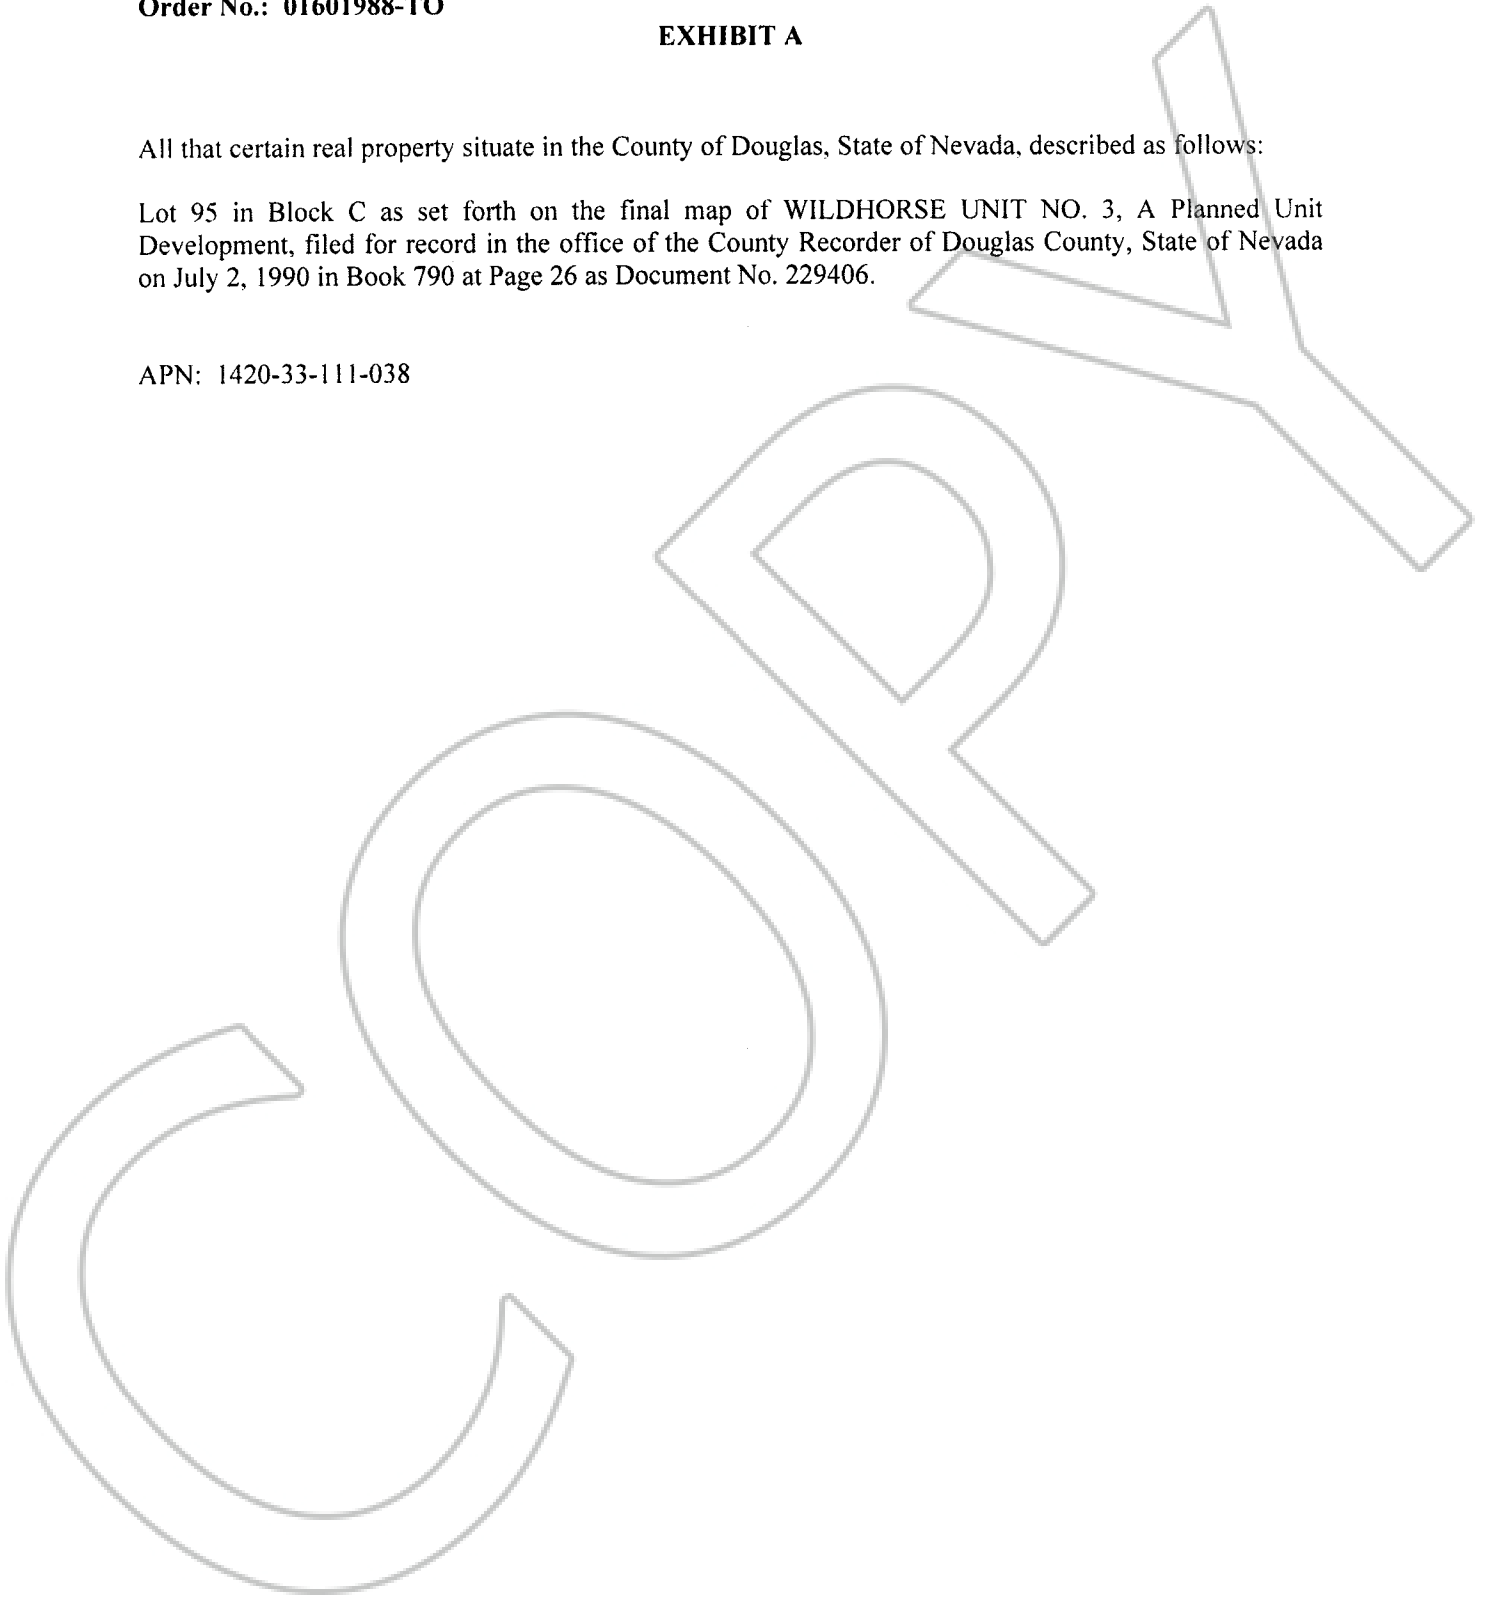 Order No.: 01601988-TO
EXHIBIT A
All that certain real property situate in the County of Douglas, State of Nevada, described as follows:
Lot 95 in Block C as set forth on the final map of WILDHORSE UNIT NO. 3, A Planned Unit
Development, filed for record in the office of the County Recorder of Douglas County, State of Nevada
on July 2, 1990 in Book 790 at Page 26 as Document No. 229406.
APN: 1420-33-111-038
COPY